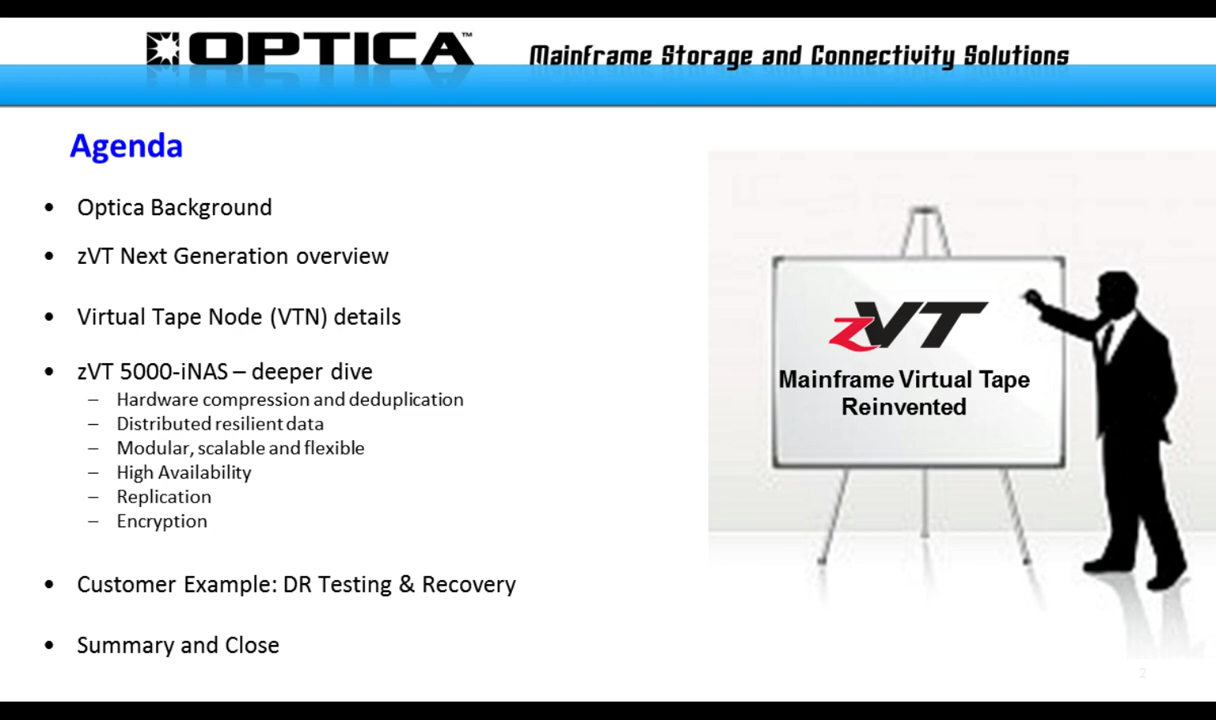 OPTICA™ Mainframe Storage and Connectivity Solutions
Agenda
• Optica Background
• zVT Next Generation overview
• Virtual Tape Node (VTN) details
• zVT 5000-iNAS – deeper dive
– Hardware compression and deduplication
– Distributed resilient data
– Modular, scalable and flexible
– High Availability
– Replication
– Encryption
• Customer Example: DR Testing & Recovery
• Summary and Close
zVT
Mainframe Virtual Tape
Reinvented
2